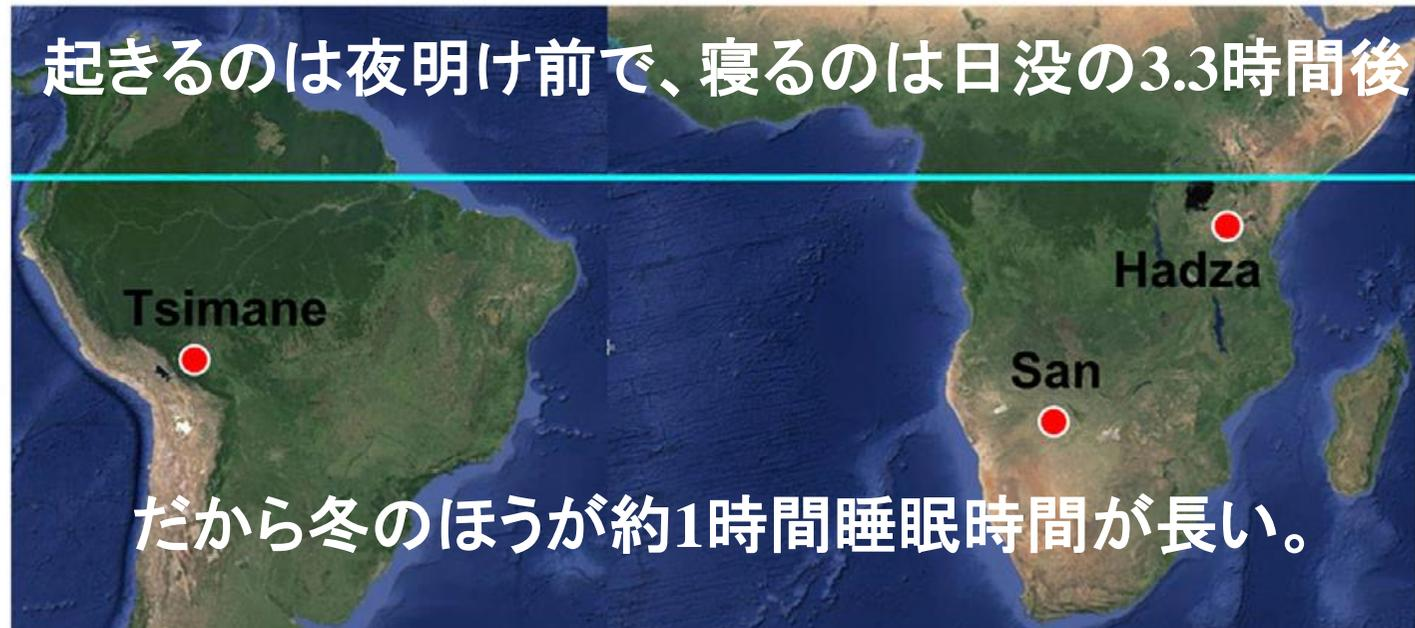 起きるのは夜明け前で、寝るのは日没の3.3時間後
Hadza
Tsimane
San
だから冬のほうが約1時間睡眠時間が長い。